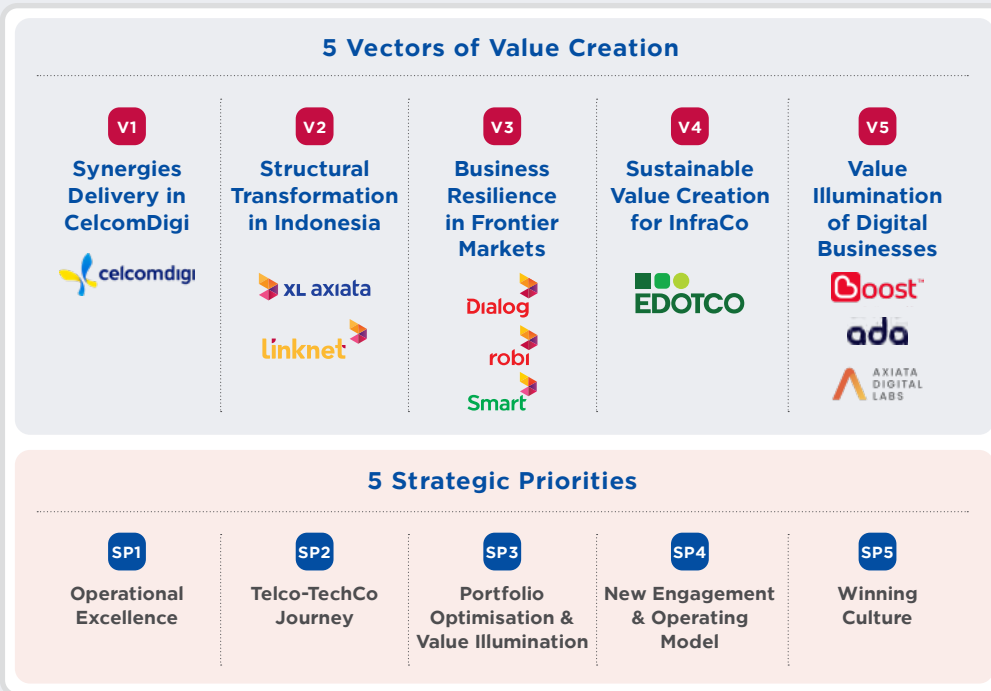 5 Vectors of Value Creation
V1
Synergies
Delivery in
CelcomDigi
celcomdigi
V2
Structural
Transformation
in Indonesia
XL axiata
linknet
V3
Business
Resilience
in Frontier
Markets
Dialog
robi
Smart
V4
Sustainable
Value Creation
for InfraCo
EDOTCO
V5
Value
Illumination
of Digital
Businesses
Boost™
ada
AXIATA
DIGITAL
LABS
5 Strategic Priorities
SP1
Operational
Excellence
SP2
Telco-TechCo
Journey
SP3
Portfolio
Optimisation &
Value Illumination
SP4
New Engagement
& Operating
Model
SP5
Winning
Culture